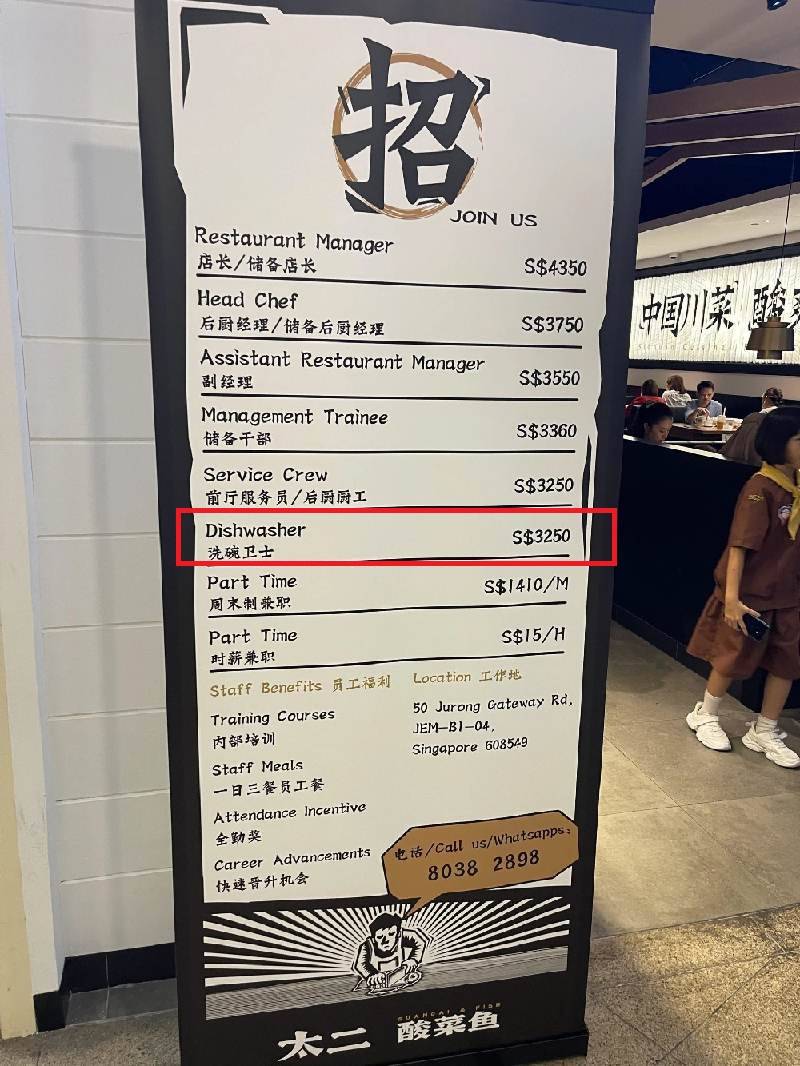 招
JOIN US
Restaurant Manager
店长/储备店长
S$4350
Head Chef
后厨经理/储备后厨经理
S$3750
Assistant Restaurant Manager
副经理
S$3550
Management Trainee
储备干部
S$3360
Service Crew
前厅服务员/后厨厨工
S$3250
Dishwasher
洗碗卫士
S$3250
Part Time
周末制兼职
S$1410/M
Part Time
时薪兼职
S$15/H
Staff Benefits 员工福利
Training Courses
内部培训
Staff Meals
一日三餐员工餐
Attendance Incentive
全勤奖
Career Advancements
快速晋升机会
Location 工作地
50 Jurong Gateway Rd,
JEM-B1-04,
Singapore 608549
电话/Call us/Whatsapps:
8038 2898
SUANCAI & FISH
太二 酸菜鱼
中国川菜 酸